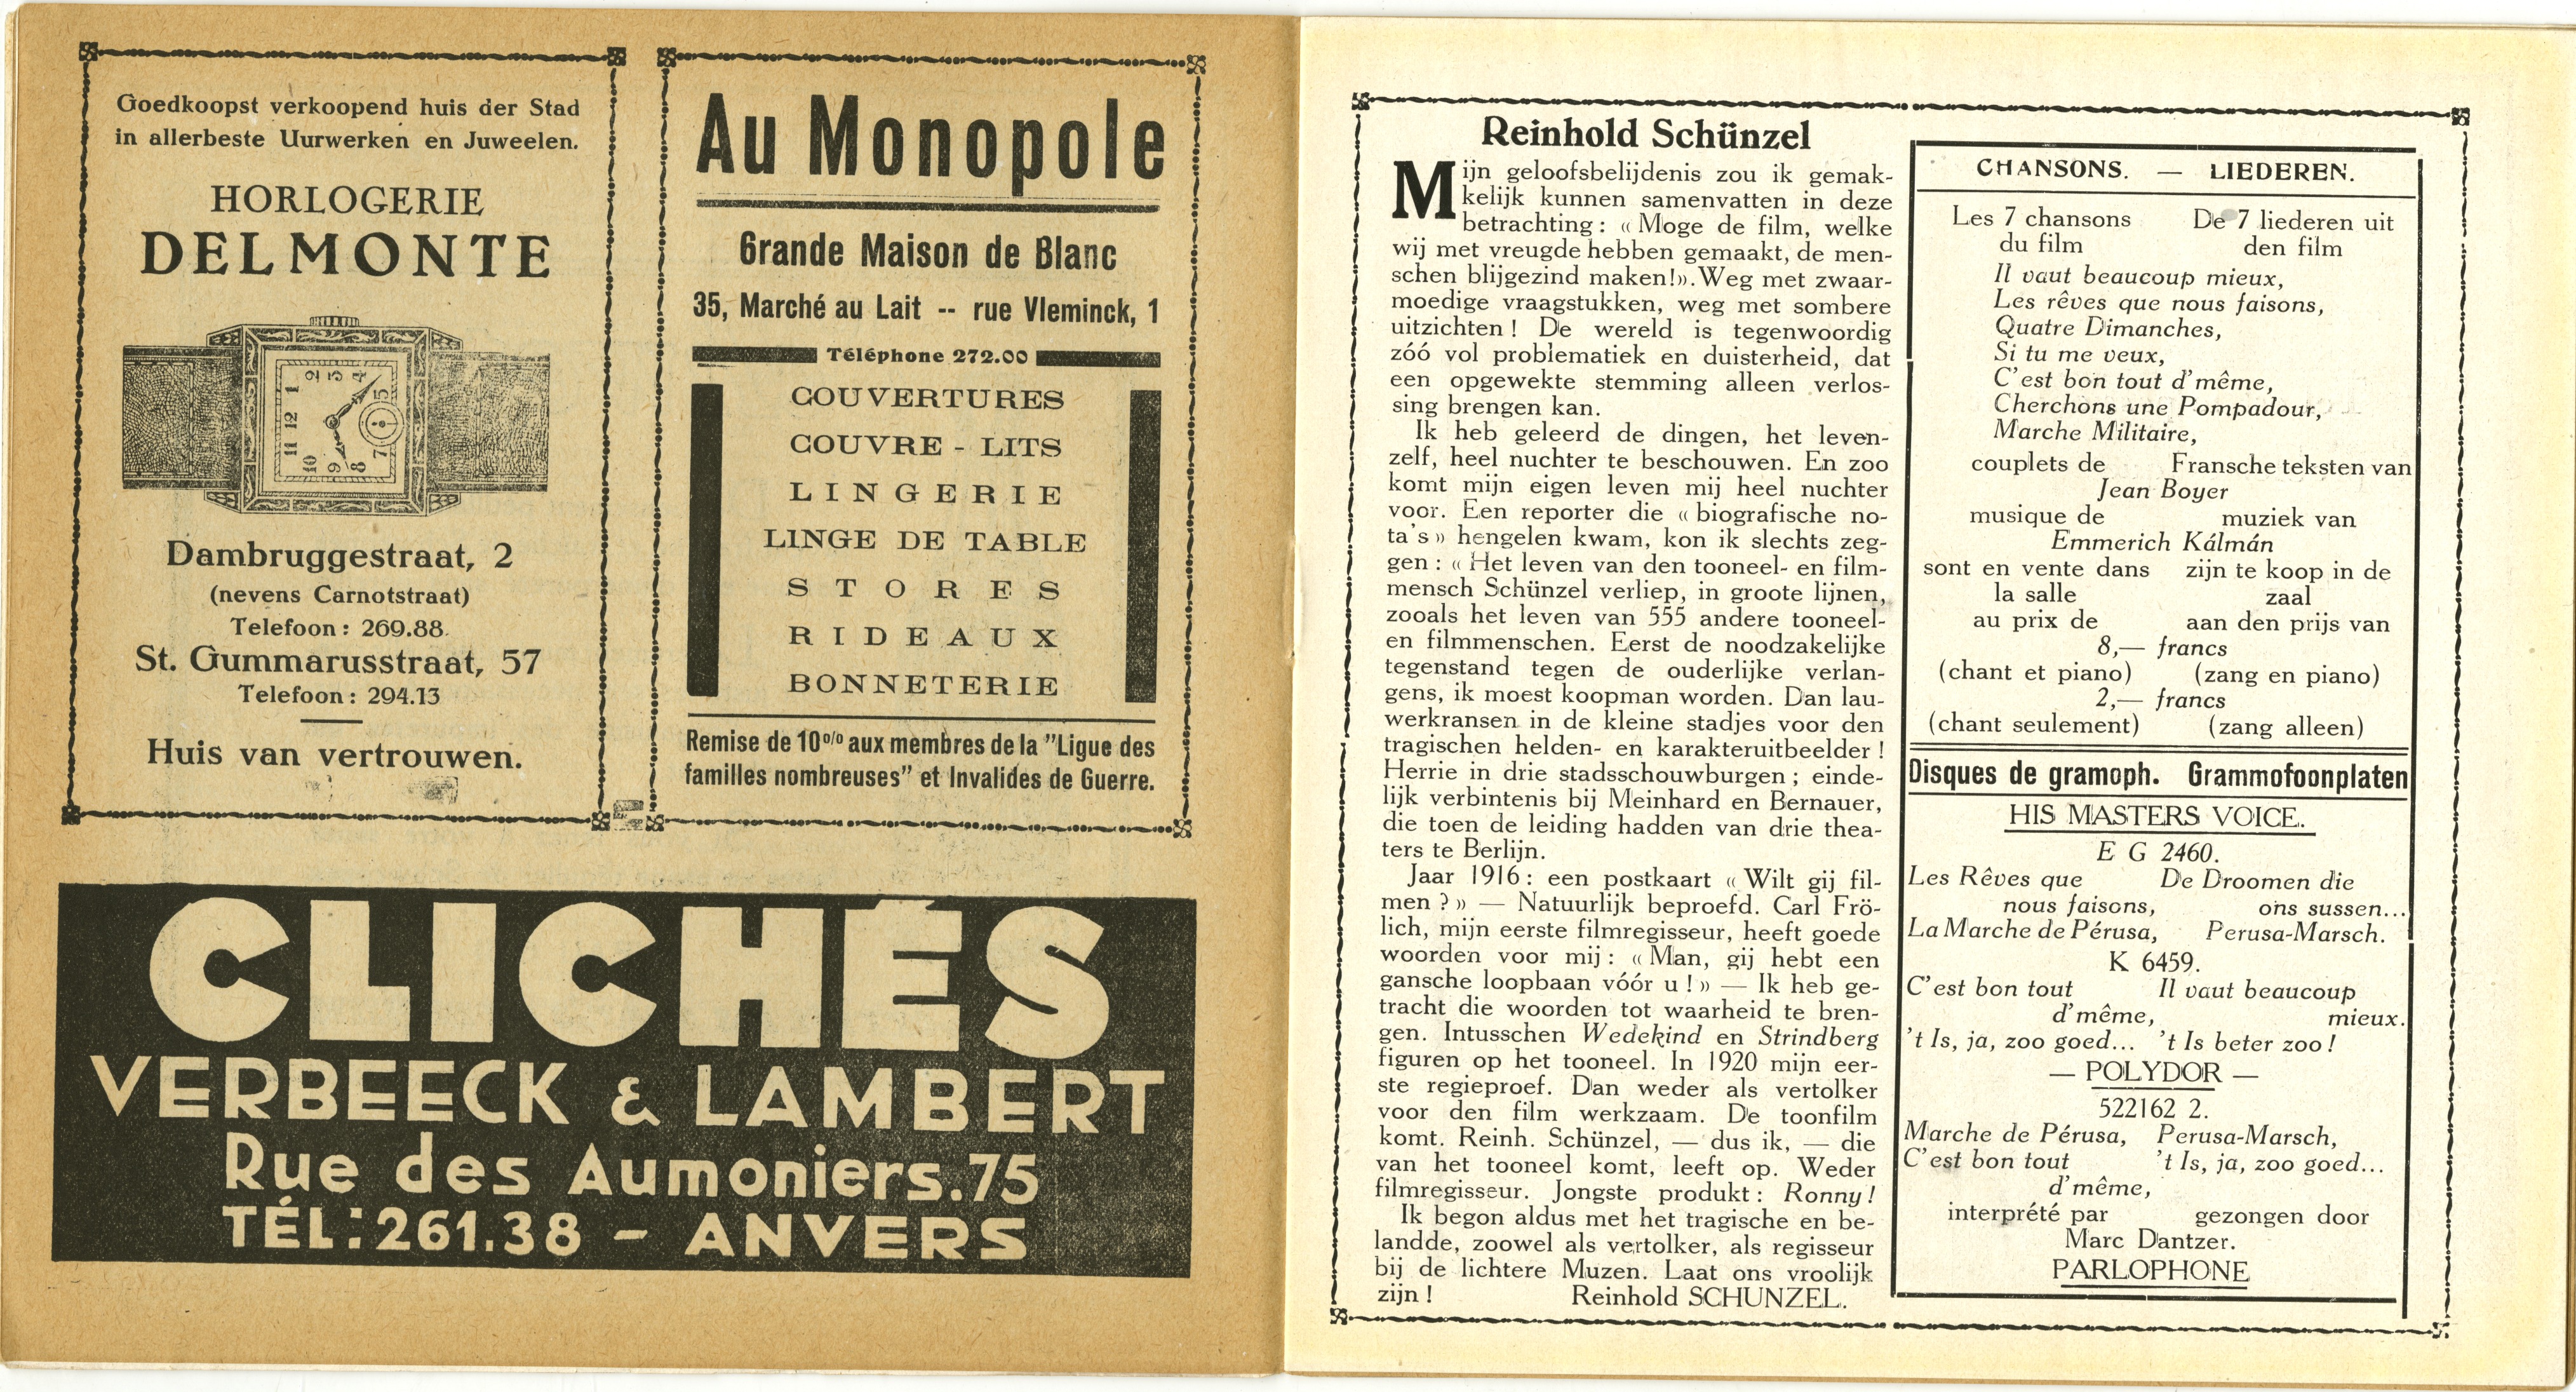 Goedkoopst verkoopend huis der Stad
in allerbeste Uurwerken en Juweelen.
HORLOGERIE
DELMONTE
1 2 3 4 5 7 8 9 10 11 12
Dambruggestraat, 2
(nevens Carnotstraat)
Telefoon : 269.88
St. Gummarusstraat, 57
Telefoon : 294.13
Huis van vertrouwen.
Au Monopole
Grande Maison de Blanc
35, Marché au Lait -- rue Vleminck, 1
Téléphone 272.00
COUVERTURES
COUVRE - LITS
LINGERIE
LINGE DE TABLE
STORES
RIDEAUX
BONNETERIE
Remise de 10% aux membres de la "Ligue des
familles nombreuses" et Invalides de Guerre.
CLICHÉS
VERBEECK & LAMBERT
Rue des Aumoniers.75
TÉL:261.38 - ANVERS
Reinhold Schünzel
Mijn geloofsbelijdenis zou ik gemak-
kelijk kunnen samenvatten in deze
betrachting : « Moge de film, welke
wij met vreugde hebben gemaakt, de men-
schen blijgezind maken!». Weg met zwaar-
moedige vraagstukken, weg met sombere
uitzichten ! De wereld is tegenwoordig
zóó vol problematiek en duisterheid, dat
een opgewekte stemming alleen verlos-
sing brengen kan.
Ik heb geleerd de dingen, het leven-
zelf, heel nuchter te beschouwen. En zoo
komt mijn eigen leven mij heel nuchter
voor. Een reporter die « biografische no-
ta's » hengelen kwam, kon ik slechts zeg-
gen : « Het leven van den tooneel- en film-
mensch Schünzel verliep, in groote lijnen,
zooals het leven van 555 andere tooneel-
en filmmenschen. Eerst de noodzakelijke
tegenstand tegen de ouderlijke verlan-
gens, ik moest koopman worden. Dan lau-
werkransen in de kleine stadjes voor den
tragischen helden- en karakteruitbeelder !
Herrie in drie stadsschouwburgen ; einde-
lijk verbintenis bij Meinhard en Bernauer,
die toen de leiding hadden van drie thea-
ters te Berlijn.
Jaar 1916 : een postkaart « Wilt gij fil-
men ? » — Natuurlijk beproefd. Carl Frö-
lich, mijn eerste filmregisseur, heeft goede
woorden voor mij : « Man, gij hebt een
gansche loopbaan vóór u ! » — Ik heb ge-
tracht die woorden tot waarheid te bren-
gen. Intusschen Wedekind en Strindberg
figuren op het tooneel. In 1920 mijn eer-
ste regieproef. Dan weder als vertolker
voor den film werkzaam. De toonfilm
komt. Reinh. Schünzel, — dus ik, — die
van het tooneel komt, leeft op. Weder
filmregisseur. Jongste produkt : Ronny !
Ik begon aldus met het tragische en be-
landde, zoowel als vertolker, als regisseur
bij de lichtere Muzen. Laat ons vroolijk
zijn ! Reinhold SCHUNZEL.
CHANSONS. — LIEDEREN.
Les 7 chansons De 7 liederen uit
du film den film
Il vaut beaucoup mieux,
Les rêves que nous faisons,
Quatre Dimanches,
Si tu me veux,
C'est bon tout d'même,
Cherchons une Pompadour,
Marche Militaire,
couplets de Fransche teksten van
Jean Boyer
musique de muziek van
Emmerich Kálmán
sont en vente dans zijn te koop in de
la salle zaal
au prix de aan den prijs van
8,— francs
(chant et piano) (zang en piano)
2,— francs
(chant seulement) (zang alleen)
Disques de gramoph. Grammofoonplaten
HIS MASTERS VOICE.
E G 2460.
Les Rêves que De Droomen die
nous faisons, ons sussen...
La Marche de Pérusa, Perusa-Marsch.
K 6459.
C'est bon tout Il vaut beaucoup
d'même, mieux.
't Is, ja, zoo goed... 't Is beter zoo !
— POLYDOR —
522162 2.
Marche de Pérusa, Perusa-Marsch,
C'est bon tout 't Is, ja, zoo goed...
d'même,
interprété par gezongen door
Marc Dantzer.
PARLOPHONE